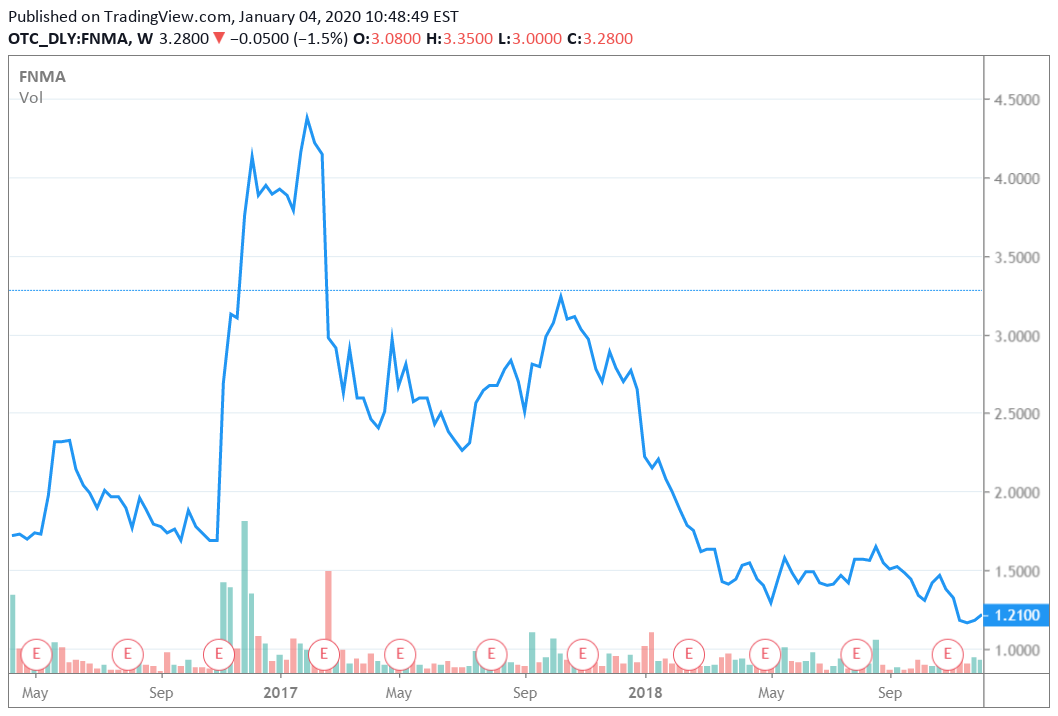 Published on TradingView.com, January 04, 2020 10:48:49 EST
OTC_DLY:FNMA, W 3.2800 ▼ −0.0500 (−1.5%) O:3.0800 H:3.3500 L:3.0000 C:3.2800
FNMA
Vol
4.5000
4.0000
3.5000
3.0000
2.5000
2.0000
1.5000
1.2100
1.0000
E E E E E E E E E E E
May Sep 2017 May Sep 2018 May Sep